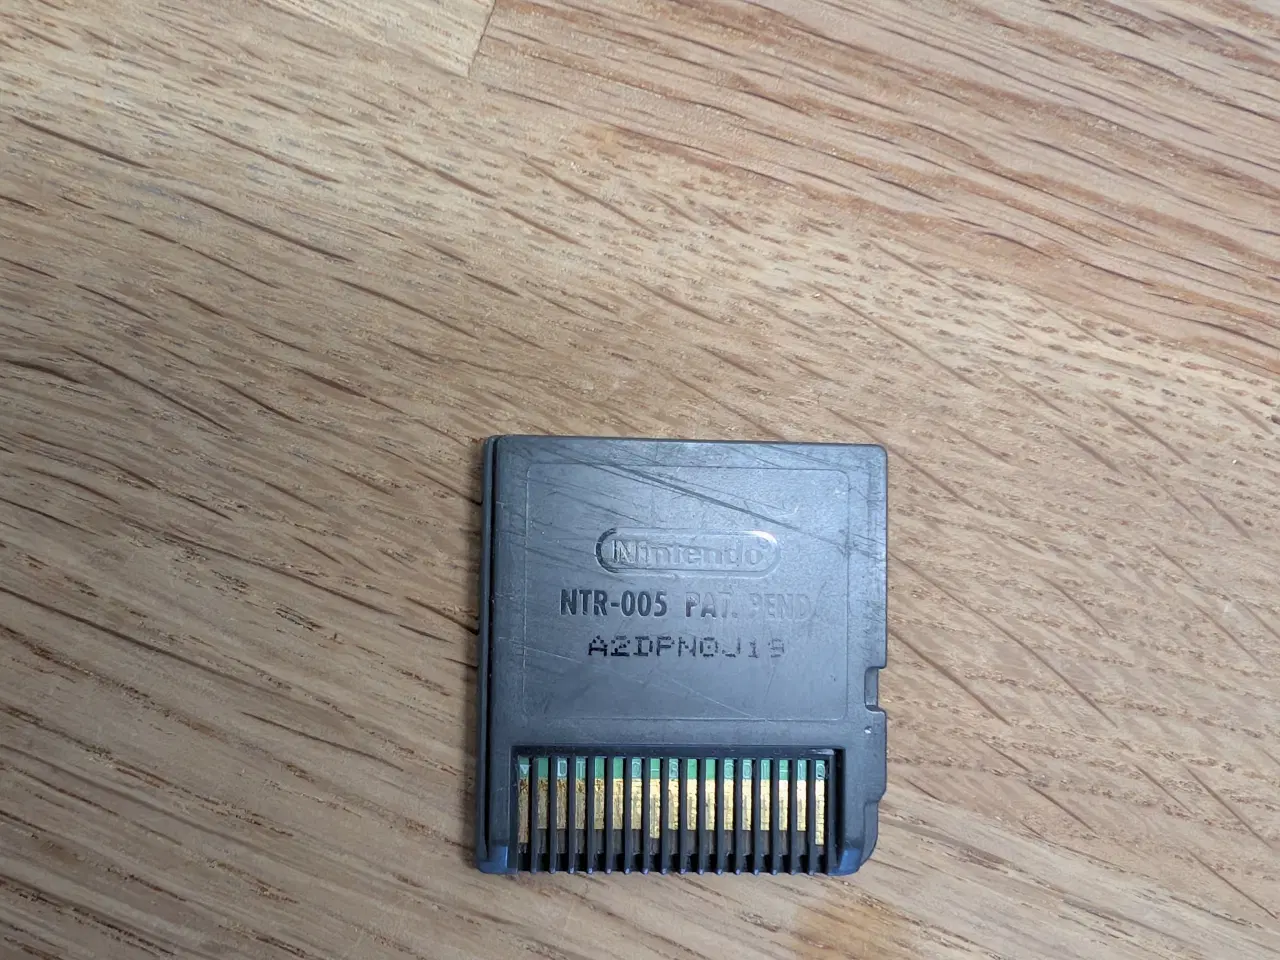 Nintendo
NTR-005 PAT. PEND
A2DPN0J19